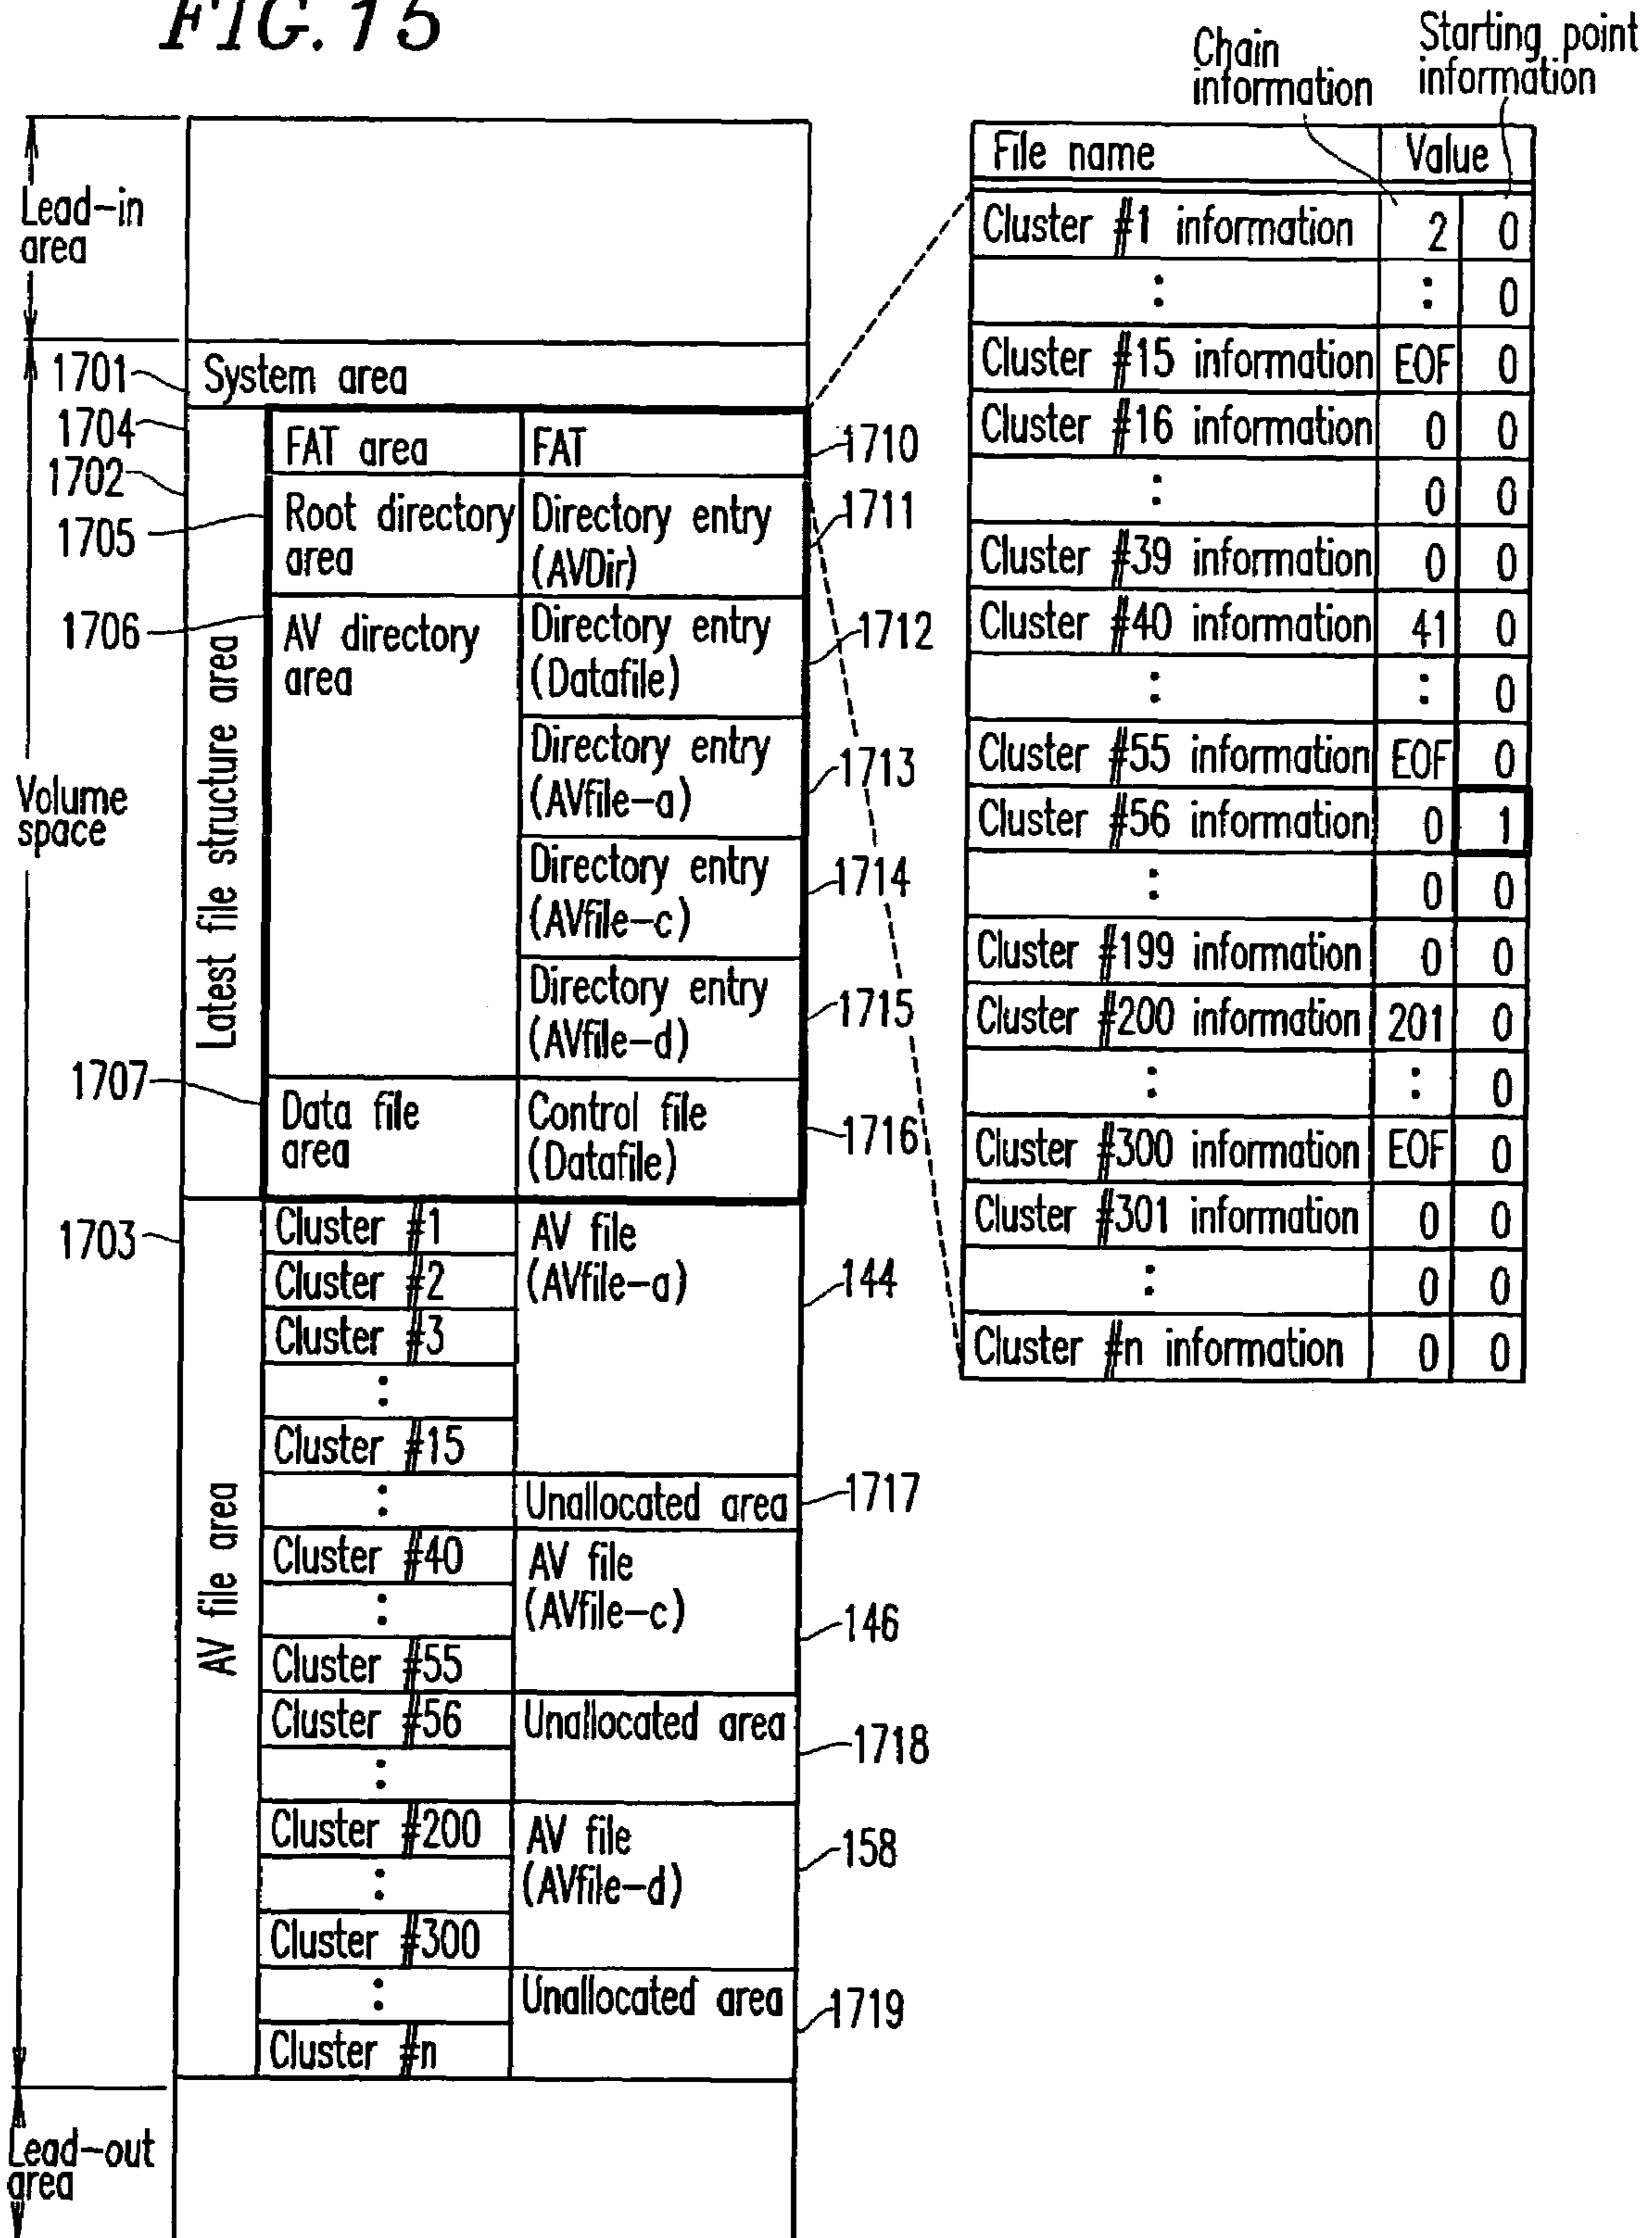 FIG. 15
Chain
information
Starting point
information
Lead-in
area
Volume
space
Lead-out
area
1701
1704
1702
1705
1706
1707
1703
System area
Latest file structure area
FAT area
FAT
Root directory
area
Directory entry
(AVDir)
AV directory
area
Directory entry
(Datafile)
Directory entry
(AVfile-a)
Directory entry
(AVfile-c)
Directory entry
(AVfile-d)
Data file
area
Control file
(Datafile)
AV file area
Cluster #1
Cluster #2
Cluster #3
:
Cluster #15
AV file
(AVfile-a)
:
Unallocated area
Cluster #40
:
Cluster #55
AV file
(AVfile-c)
Cluster #56
:
Unallocated area
Cluster #200
:
Cluster #300
AV file
(AVfile-d)
:
Cluster #n
Unallocated area
1710
1711
1712
1713
1714
1715
1716
144
1717
146
1718
158
1719
File name Value
Cluster #1 information 2 0
: : 0
Cluster #15 information EOF 0
Cluster #16 information 0 0
: 0 0
Cluster #39 information 0 0
Cluster #40 information 41 0
: : 0
Cluster #55 information EOF 0
Cluster #56 information 0 1
: 0 0
Cluster #199 information 0 0
Cluster #200 information 201 0
: : 0
Cluster #300 information EOF 0
Cluster #301 information 0 0
: 0 0
Cluster #n information 0 0